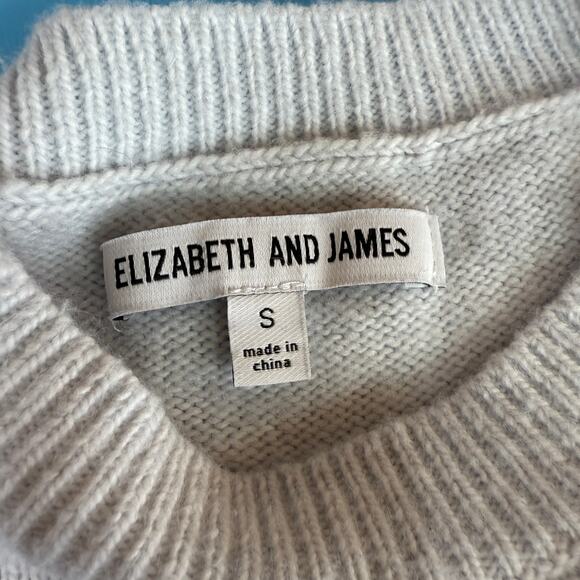 ELIZABETH AND JAMES
S
made in
china